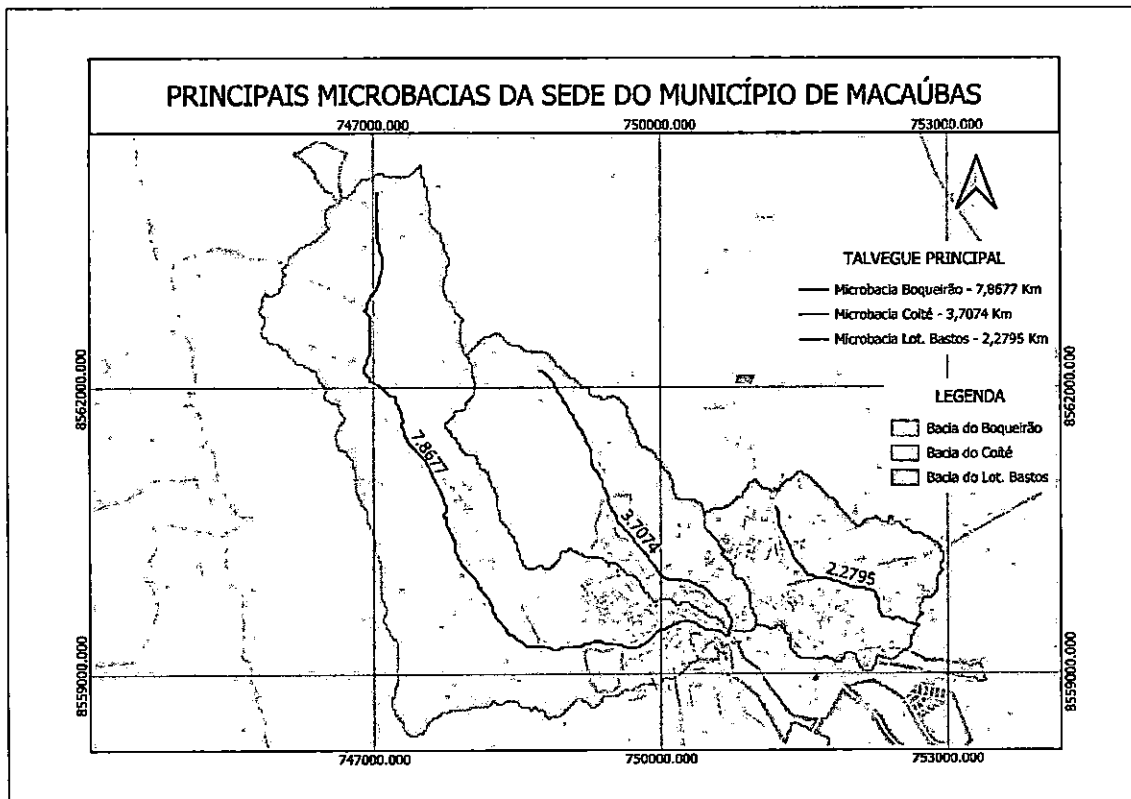 PRINCIPAIS MICROBACIAS DA SEDE DO MUNICÍPIO DE MACAÚBAS
747000.000 750000.000 753000.000
TALVEGUE PRINCIPAL
Microbacia Boqueirão - 7,8677 Km
Microbacia Coité - 3,7074 Km
Microbacia Lot. Bastos - 2,2795 Km
8562000.000 8562000.000
LEGENDA
Bacia do Boqueirão
Bacia do Coité
Bacia do Lot. Bastos
7.8677
3.7074
2.2795
8559000.000 8559000.000
747000.000 750000.000 753000.000